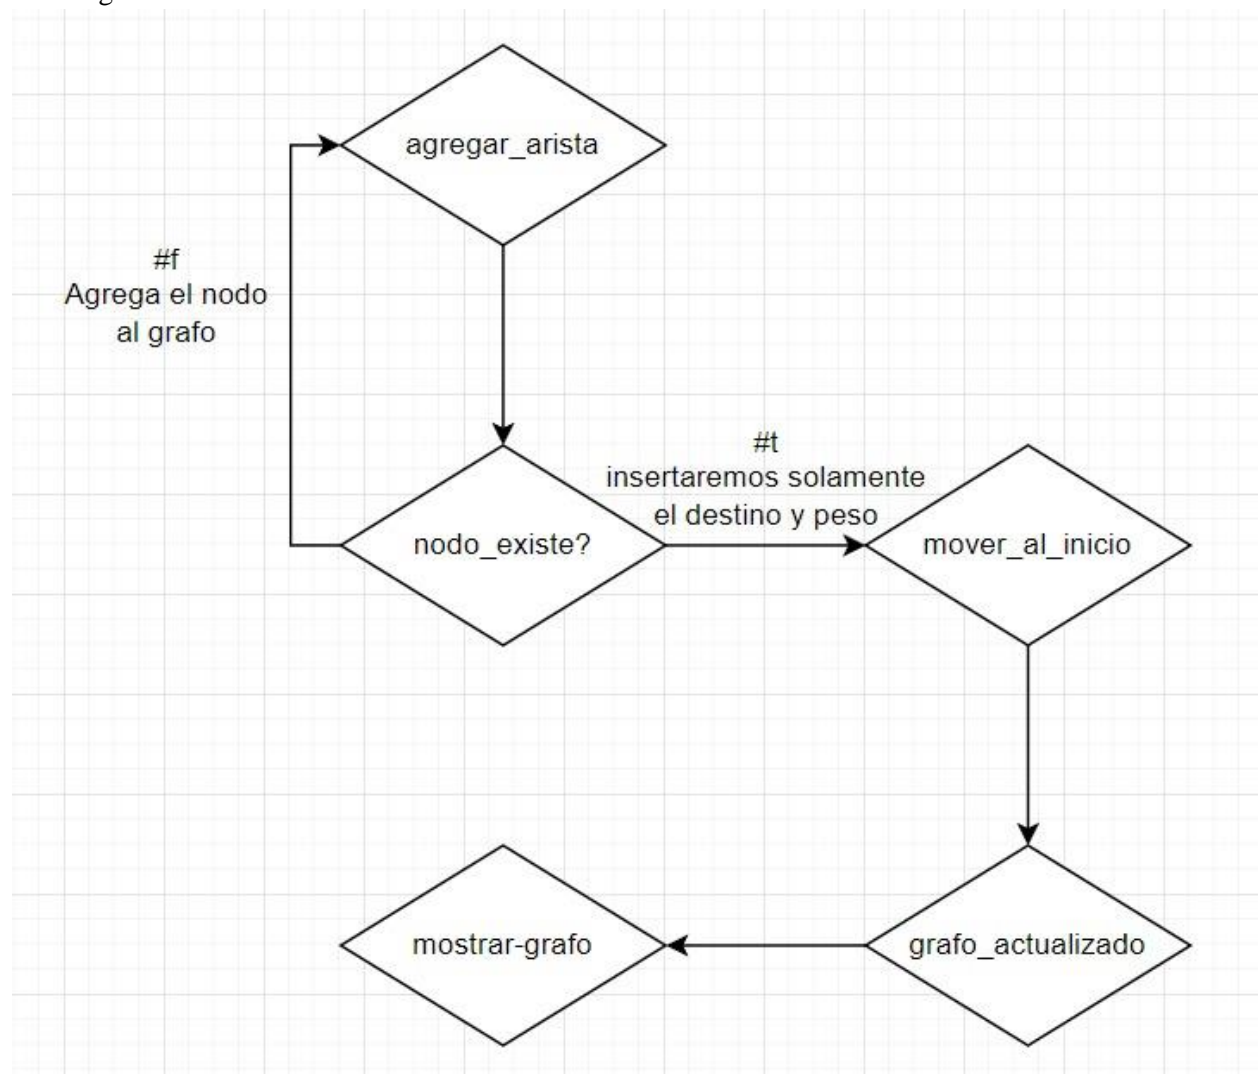 agregar_arista
#f
Agrega el nodo
al grafo
#t
insertaremos solamente
el destino y peso
nodo_existe?
mover_al_inicio
mostrar-grafo
grafo_actualizado